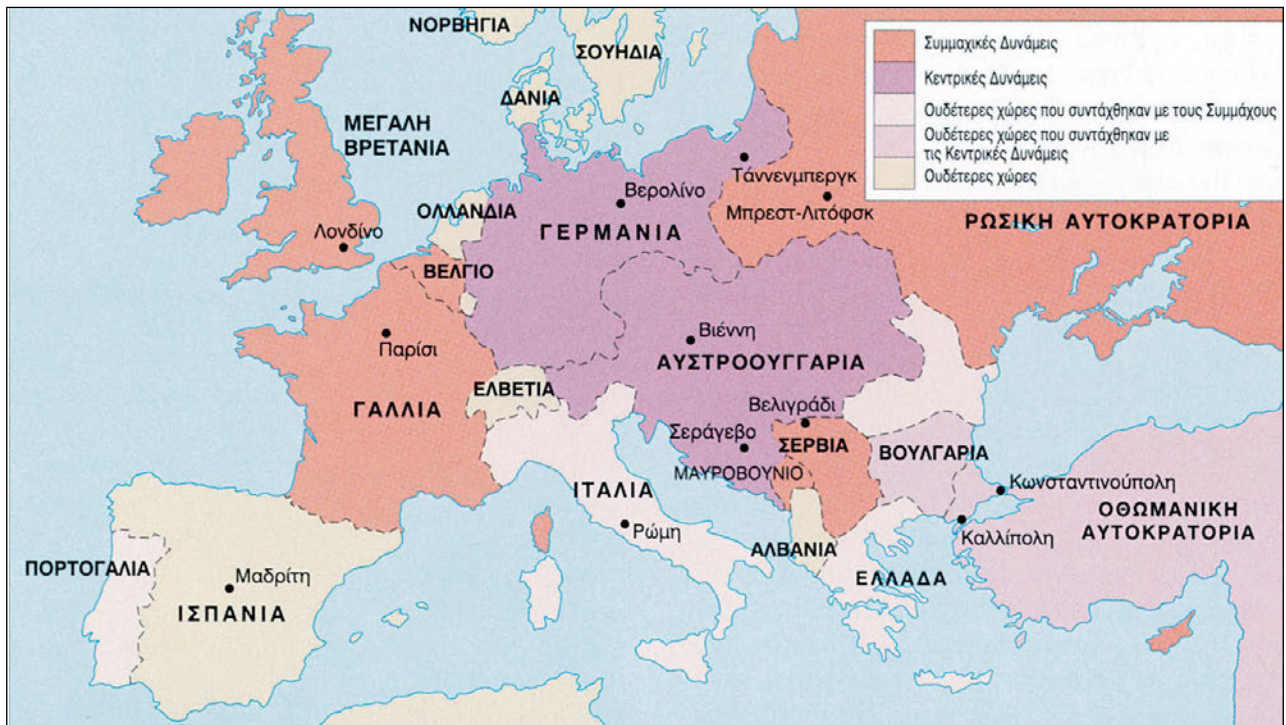 ΝΟΡΒΗΓΙΑ
ΣΟΥΗΔΙΑ
ΔΑΝΙΑ
ΜΕΓΑΛΗ
ΒΡΕΤΑΝΙΑ
Συμμαχικές Δυνάμεις
Κεντρικές Δυνάμεις
Ουδέτερες χώρες που συντάχθηκαν με τους Συμμάχους
Ουδέτερες χώρες που συντάχθηκαν με
τις Κεντρικές Δυνάμεις
Ουδέτερες χώρες
Τάννενμπεργκ
Βερολίνο
Μπρεστ-Λιτόφσκ
ΟΛΛΑΝΔΙΑ
ΓΕΡΜΑΝΙΑ
ΡΩΣΙΚΗ ΑΥΤΟΚΡΑΤΟΡΙΑ
Λονδίνο
ΒΕΛΓΙΟ
Παρίσι
Βιέννη
ΑΥΣΤΡΟΟΥΓΓΑΡΙΑ
ΕΛΒΕΤΙΑ
ΓΑΛΛΙΑ
Βελιγράδι
Σεράγεβο
ΣΕΡΒΙΑ
ΒΟΥΛΓΑΡΙΑ
ΜΑΥΡΟΒΟΥΝΙΟ
Κωνσταντινούπολη
ΙΤΑΛΙΑ
ΟΘΩΜΑΝΙΚΗ
ΑΥΤΟΚΡΑΤΟΡΙΑ
Ρώμη
Καλλίπολη
ΑΛΒΑΝΙΑ
ΕΛΛΑΔΑ
ΠΟΡΤΟΓΑΛΙΑ
Μαδρίτη
ΙΣΠΑΝΙΑ